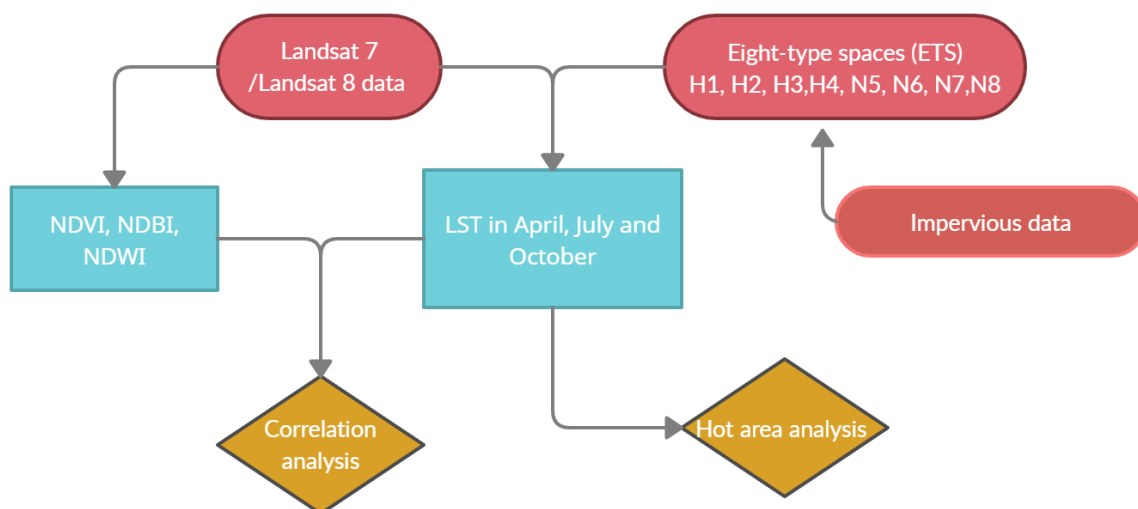 Landsat 7
/Landsat 8 data
Eight-type spaces (ETS)
H1, H2, H3,H4, N5, N6, N7,N8
NDVI, NDBI,
NDWI
LST in April, July and
October
Impervious data
Correlation
analysis
Hot area analysis